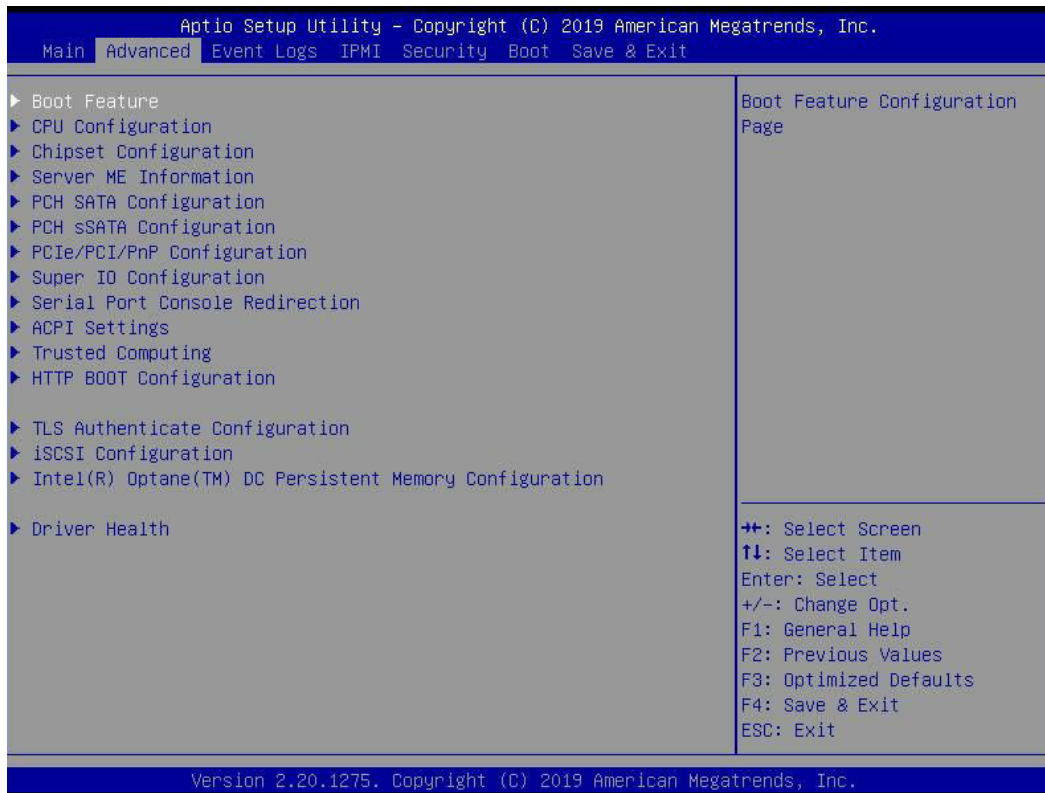 Aptio Setup Utility – Copyright (C) 2019 American Megatrends, Inc.
Main Advanced Event Logs IPMI Security Boot Save & Exit
Boot Feature
CPU Configuration
Chipset Configuration
Server ME Information
PCH SATA Configuration
PCH sSATA Configuration
PCIe/PCI/PnP Configuration
Super IO Configuration
Serial Port Console Redirection
ACPI Settings
Trusted Computing
HTTP BOOT Configuration
TLS Authenticate Configuration
iSCSI Configuration
Intel(R) Optane(TM) DC Persistent Memory Configuration
Driver Health
Boot Feature Configuration
Page
→←: Select Screen
↑↓: Select Item
Enter: Select
+/-: Change Opt.
F1: General Help
F2: Previous Values
F3: Optimized Defaults
F4: Save & Exit
ESC: Exit
Version 2.20.1275. Copyright (C) 2019 American Megatrends, Inc.